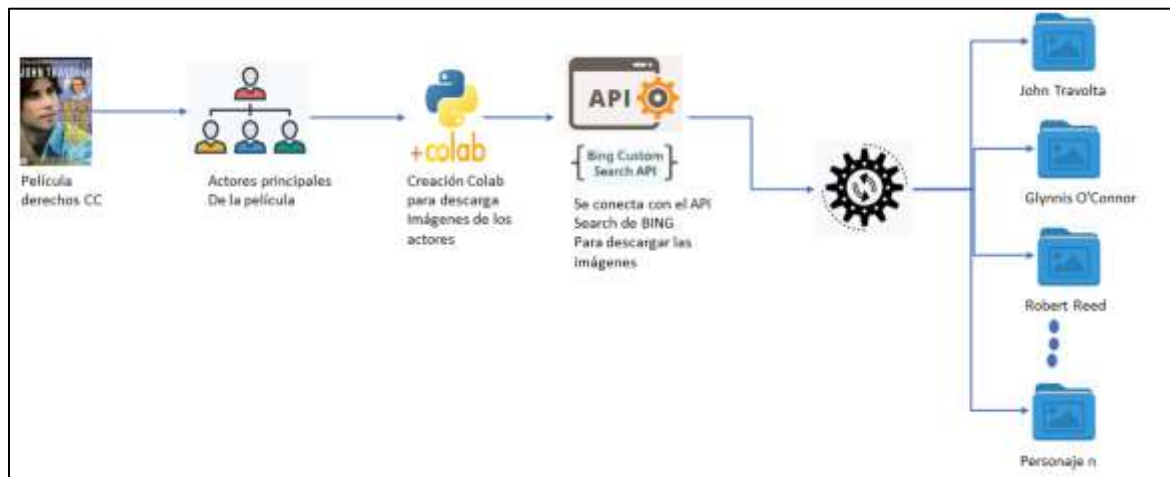 JOHN TRAVOLTA
Película
derechos CC
Actores principales
De la película
+colab
Creación Colab
para descarga
Imágenes de los
actores
API
Bing Custom
Search API
Se conecta con el API
Search de BING
Para descargar las
imágenes
John Travolta
Glynnis O'Connor
Robert Reed
Personaje n